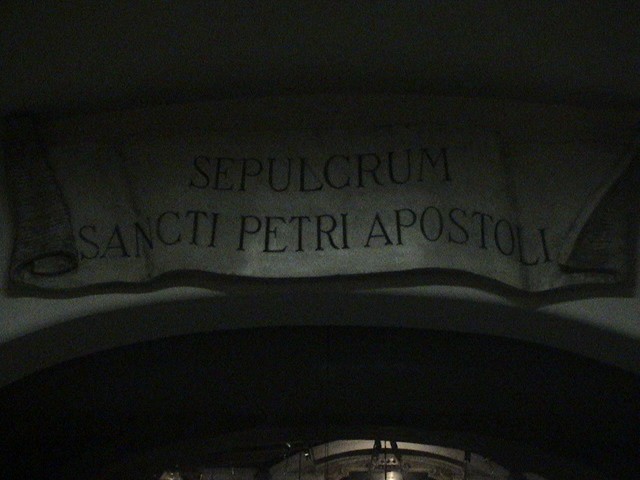 SEPULCRUM
SANCTI PETRI APOSTOLI